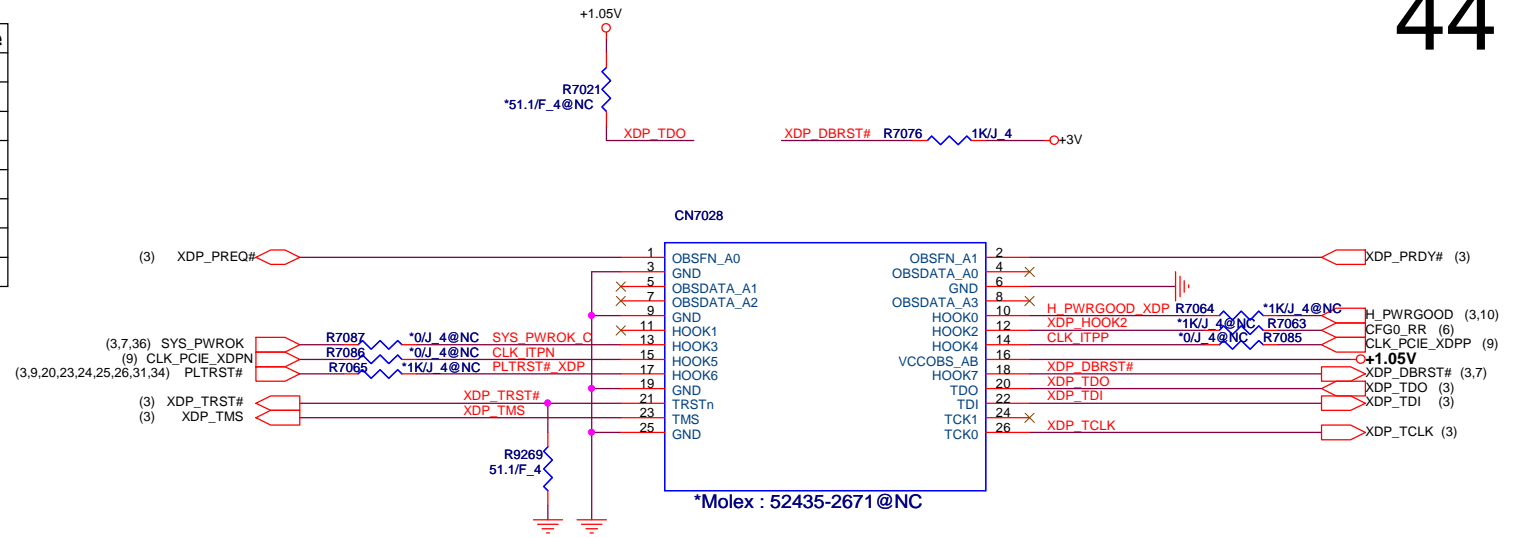 e
44
+1.05V
R7021
*51.1/F_4@NC
XDP_TDO
XDP_DBRST# R7076 1K/J_4 +3V
CN7028
(3) XDP_PREQ# 1 OBSFN_A0 OBSFN_A1 2 XDP_PRDY# (3)
3 GND OBSDATA_A0 4
5 OBSDATA_A1 GND 6
7 OBSDATA_A2 OBSDATA_A3 8
9 GND HOOK0 10 H_PWRGOOD_XDP R7064 *1K/J_4@NC H_PWRGOOD (3,10)
11 HOOK1 HOOK2 12 XDP_HOOK2 *1K/J_4@NC R7063 CFG0_RR (6)
(3,7,36) SYS_PWROK R7087 *0/J_4@NC SYS_PWROK_C 13 HOOK3 HOOK4 14 CLK_ITPP *0/J_4@NC R7085 CLK_PCIE_XDPP (9)
(9) CLK_PCIE_XDPN R7086 *0/J_4@NC CLK_ITPN 15 HOOK5 VCCOBS_AB 16 +1.05V
(3,9,20,23,24,25,26,31,34) PLTRST# R7065 *1K/J_4@NC PLTRST#_XDP 17 HOOK6 HOOK7 18 XDP_DBRST# XDP_DBRST# (3,7)
19 GND TDO 20 XDP_TDO XDP_TDO (3)
(3) XDP_TRST# XDP_TRST# 21 TRSTn TDI 22 XDP_TDI XDP_TDI (3)
(3) XDP_TMS XDP_TMS 23 TMS TCK1 24
25 GND TCK0 26 XDP_TCLK XDP_TCLK (3)
R9269
51.1/F_4
*Molex : 52435-2671@NC